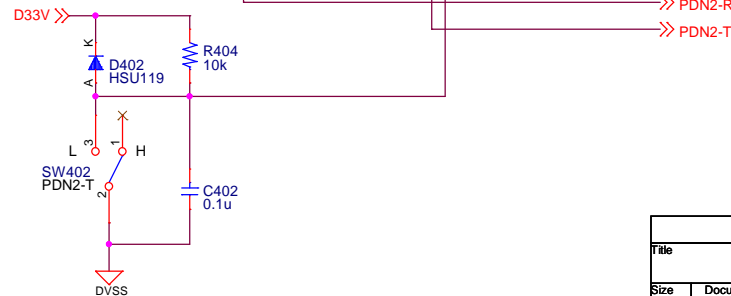 PDN2-R
D33V
PDN2-T
K
R404
10k
D402
HSU119
A
L
3
1
H
SW402
PDN2-T
2
C402
0.1u
DVSS
Title
Size
Docu